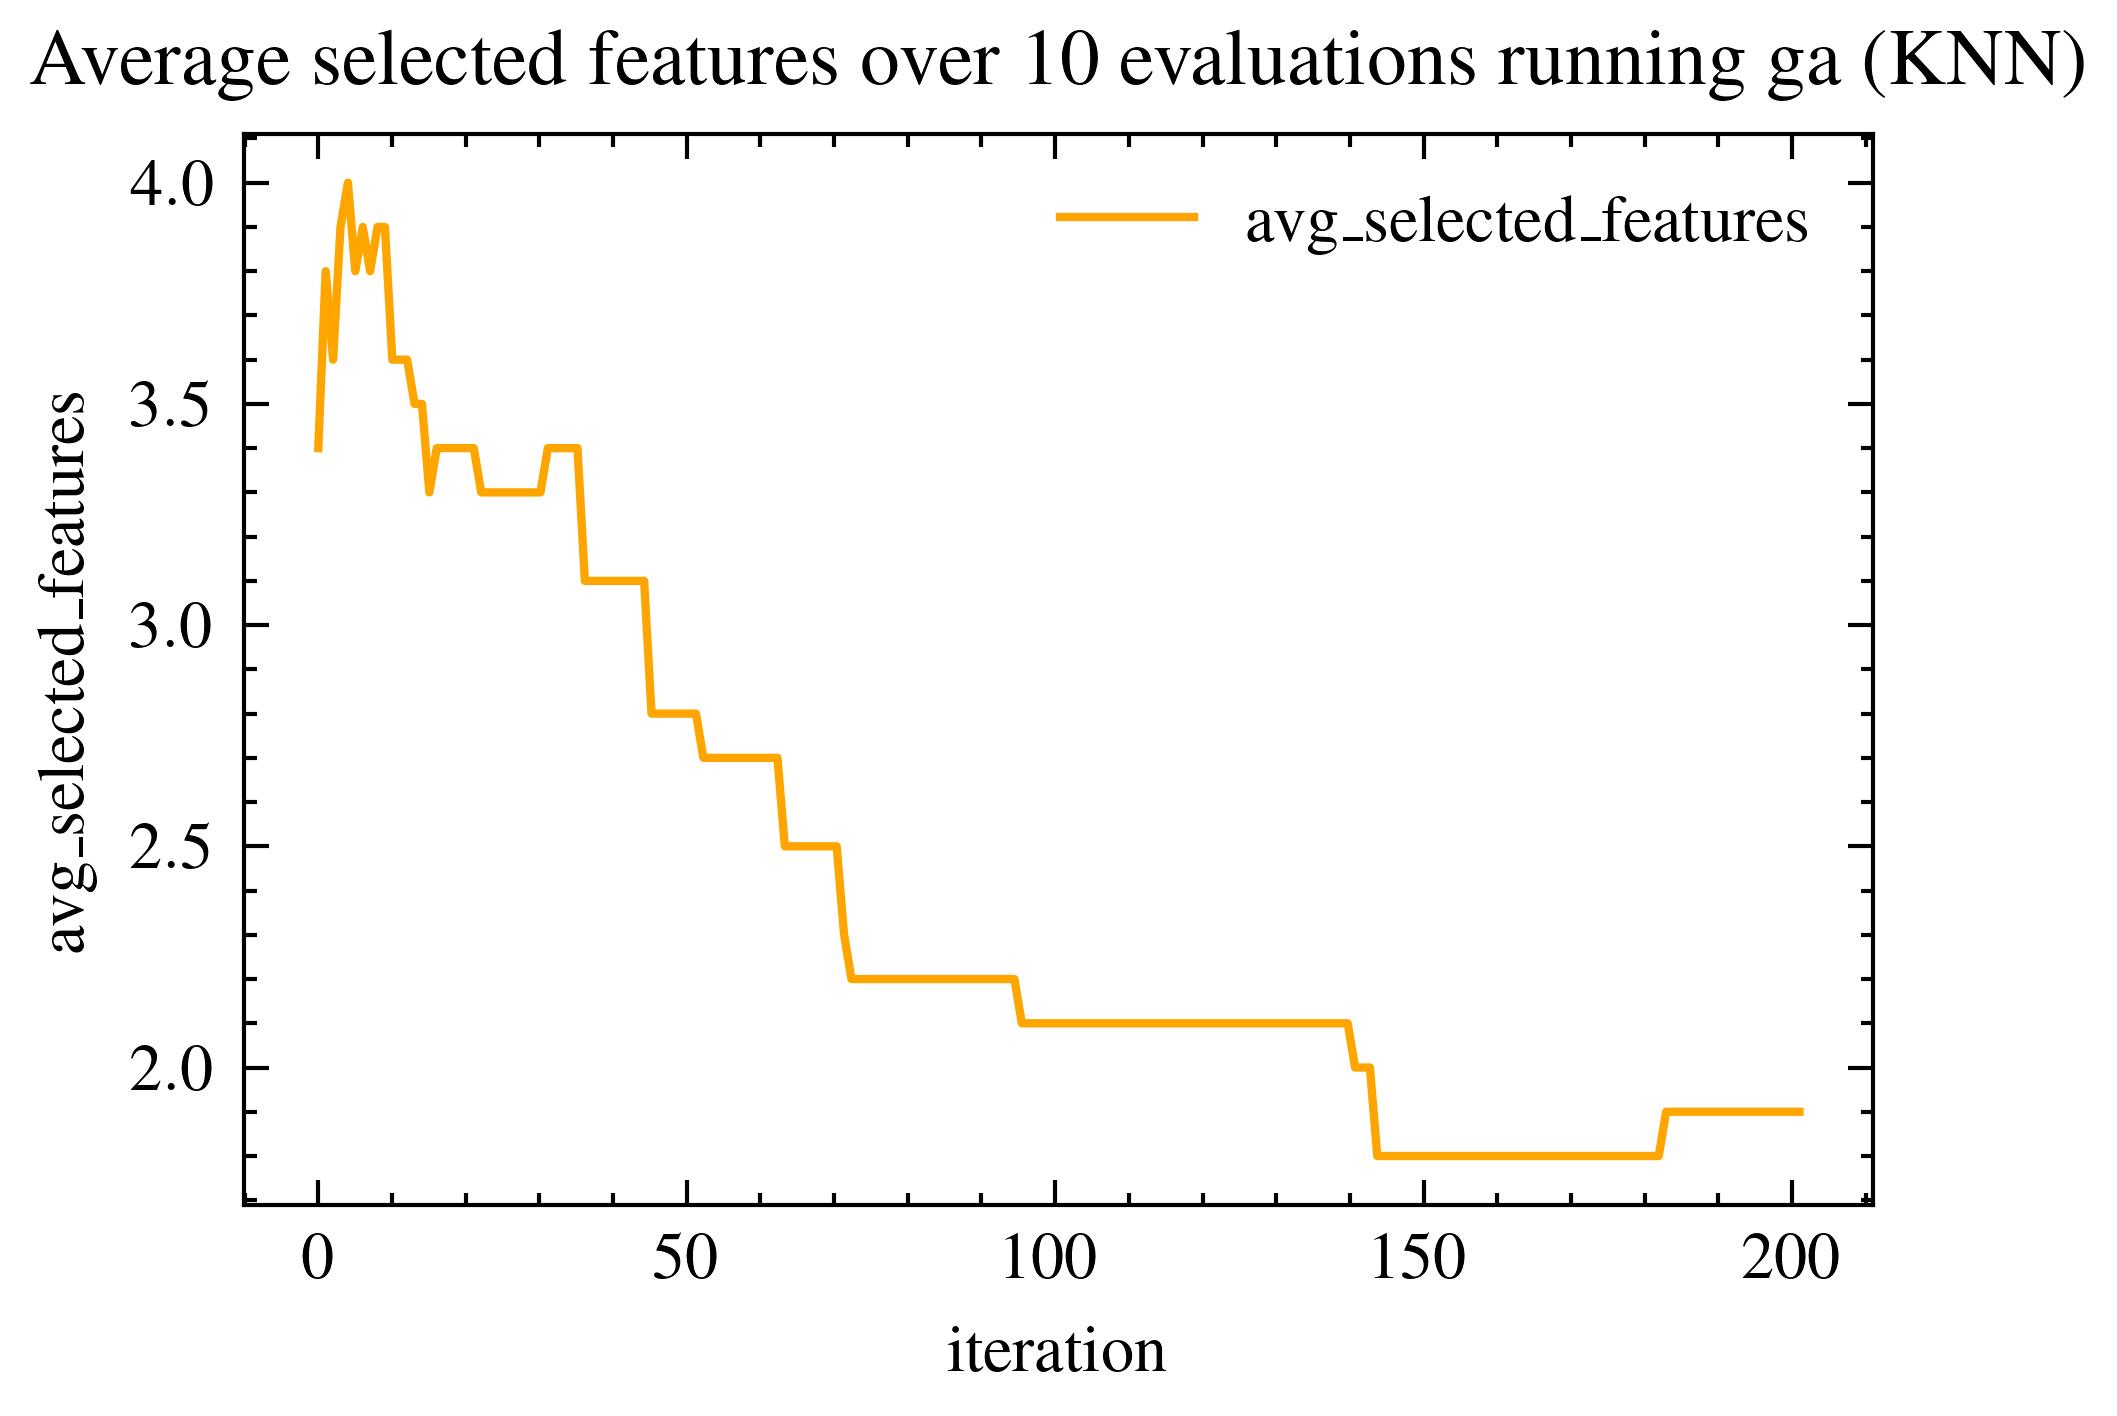 Average selected features over 10 evaluations running ga (KNN)
avg_selected_features
4.0
3.5
3.0
2.5
2.0
avg_selected_features
0
50
100
150
200
iteration